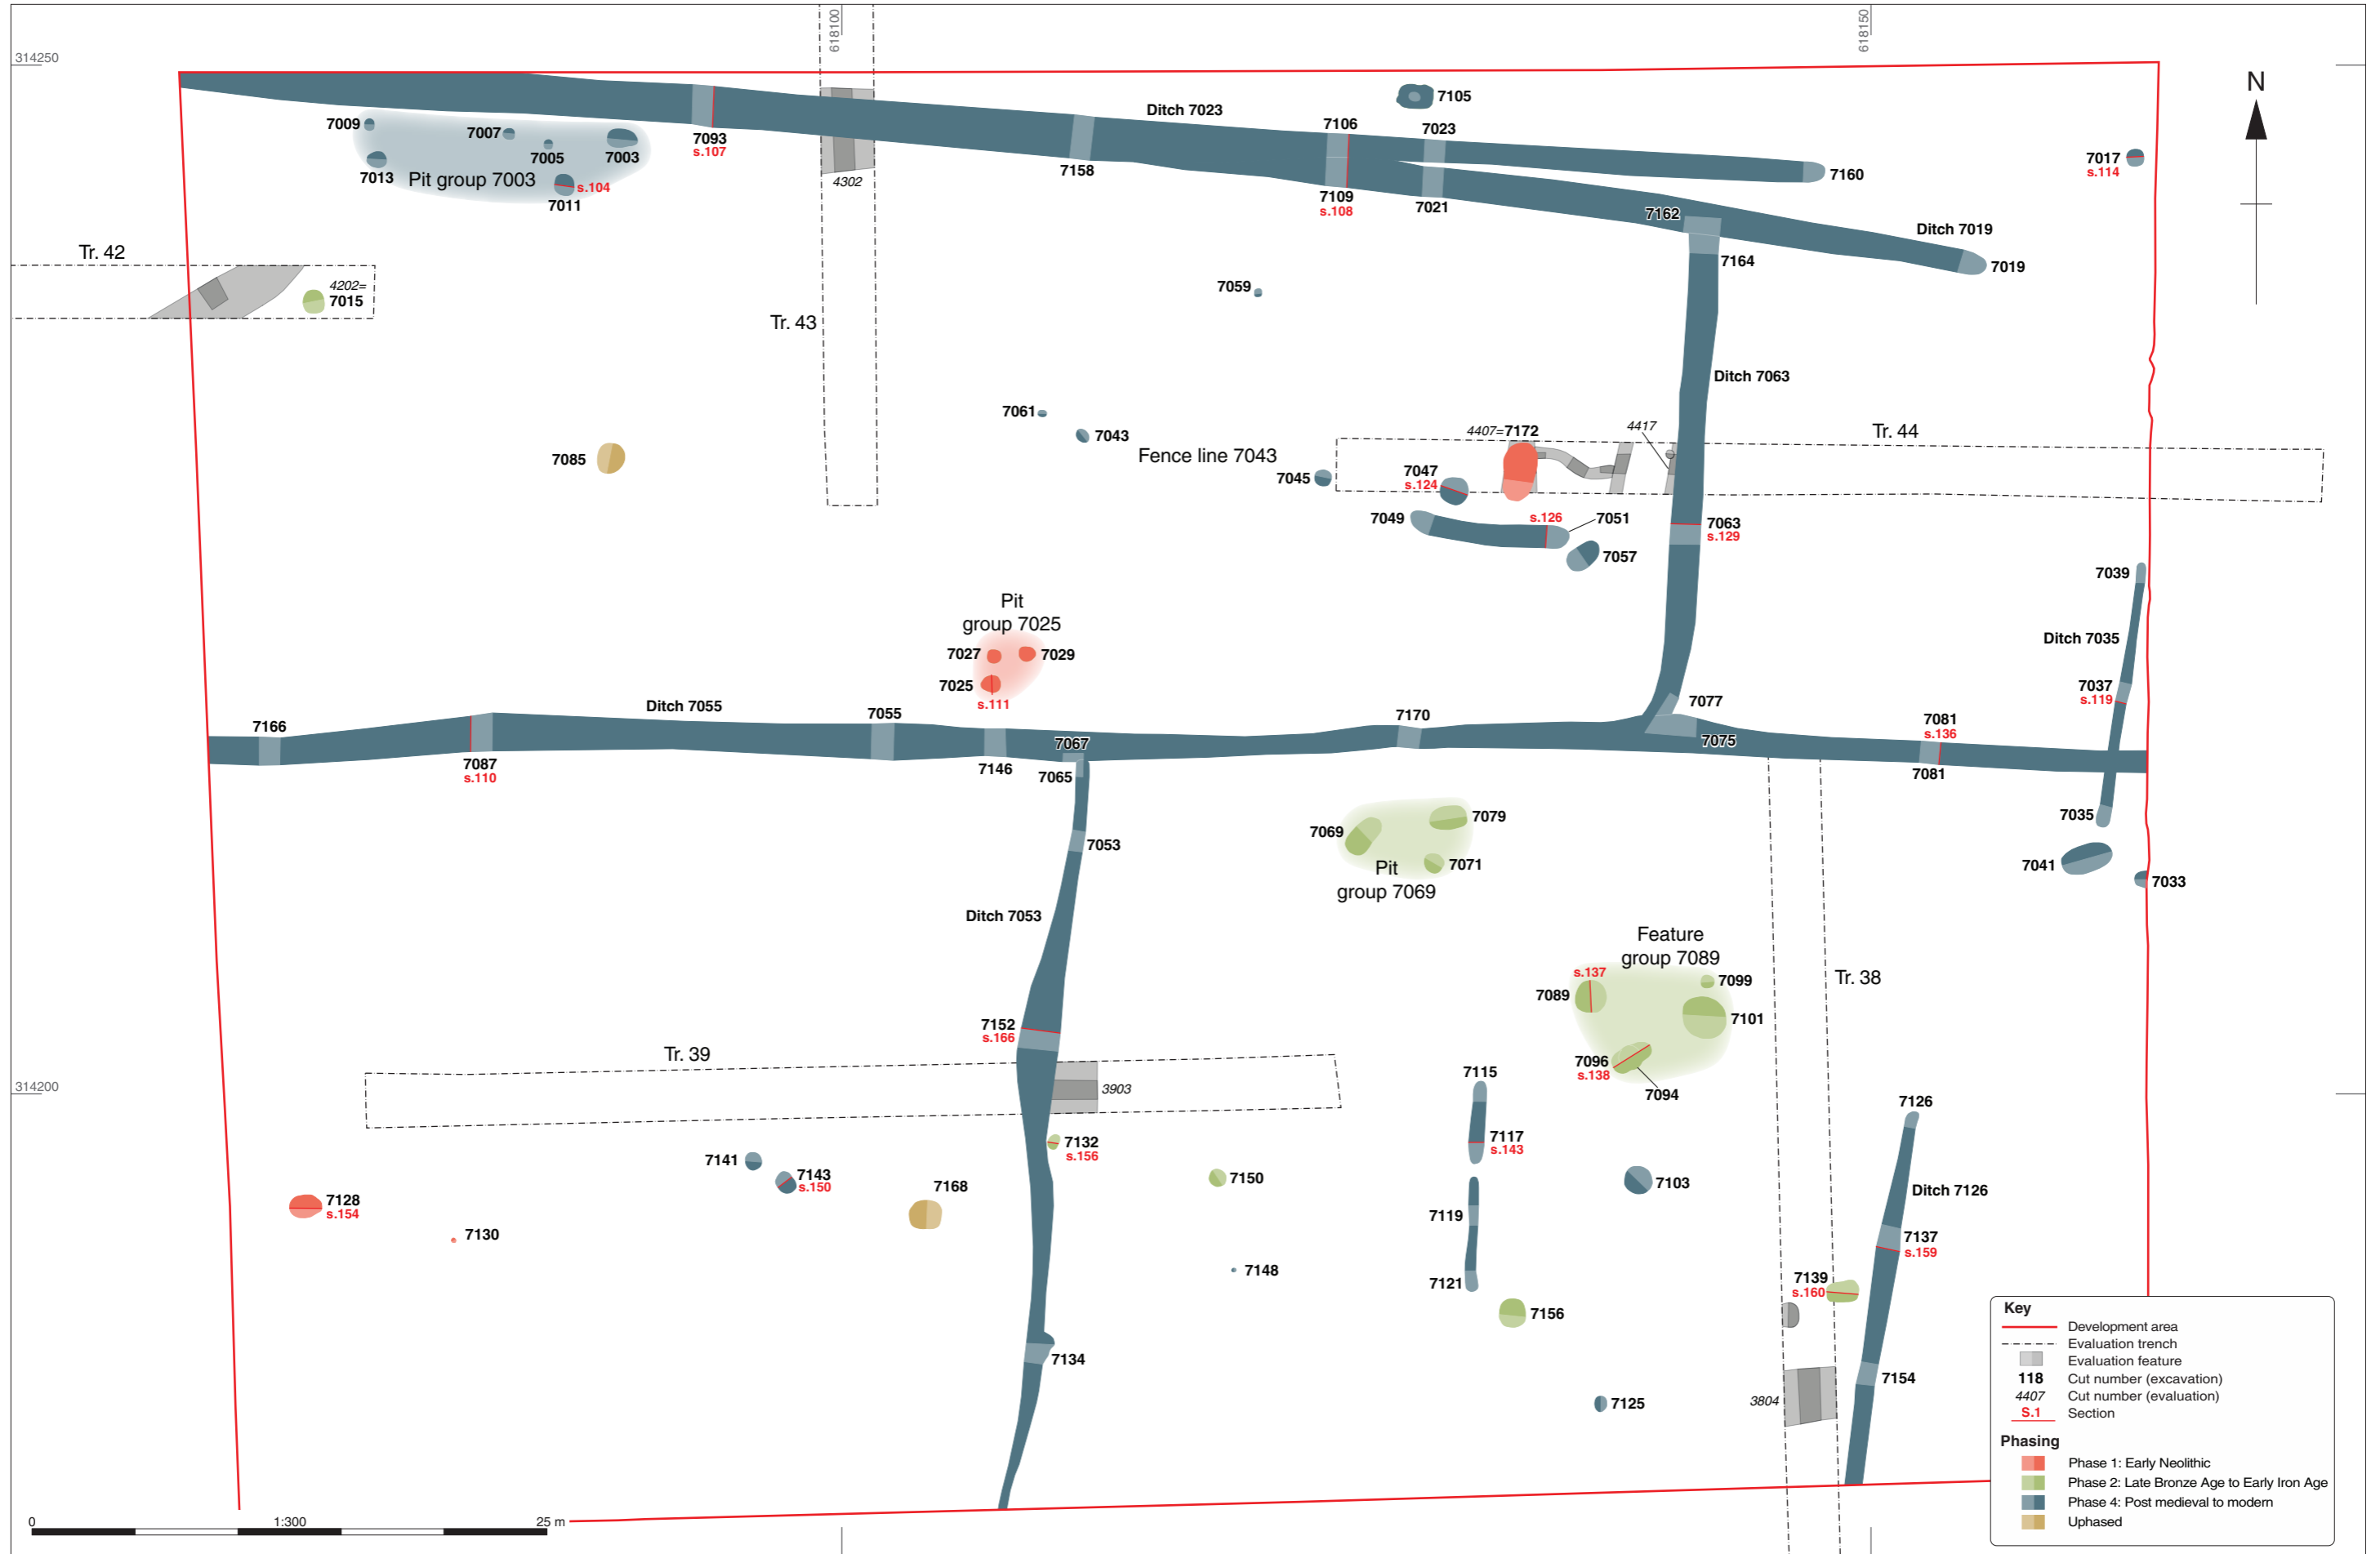 618100
618150
314250
N
7105
Ditch 7023
7009
7007
7106
7023
7093
s.107
7005
7003
7017
s.114
7013
Pit group 7003
s.104
4302
7158
7160
7011
7109
s.108
7021
7162
Ditch 7019
Tr. 42
7164
7019
4202=
7015
7059
Tr. 43
Ditch 7063
7061
7043
4407=7172
4417
Tr. 44
7085
Fence line 7043
7045
7047
s.124
7049
s.126
7051
7063
s.129
7057
7039
Pit
group 7025
Ditch 7035
7027
7029
7025
7037
s.119
s.111
Ditch 7055
7166
7055
7170
7077
7081
s.136
7067
7075
7087
s.110
7146
7065
7081
7035
7079
7069
7053
7071
Pit
group 7069
7041
7033
Ditch 7053
Feature
group 7089
s.137
7099
Tr. 38
7089
7101
7152
s.166
Tr. 39
7096
s.138
7115
314200
3903
7094
7126
7132
s.156
7117
s.143
7141
7143
s.150
7150
7103
Ditch 7126
7168
7128
s.154
7119
7130
7137
s.159
7148
7121
7139
s.160
7156
7134
7154
7125
3804
Key
Development area
Evaluation trench
Evaluation feature
118 Cut number (excavation)
4407 Cut number (evaluation)
S.1 Section
Phasing
Phase 1: Early Neolithic
Phase 2: Late Bronze Age to Early Iron Age
Phase 4: Post medieval to modern
Uphased
0 1:300 25 m